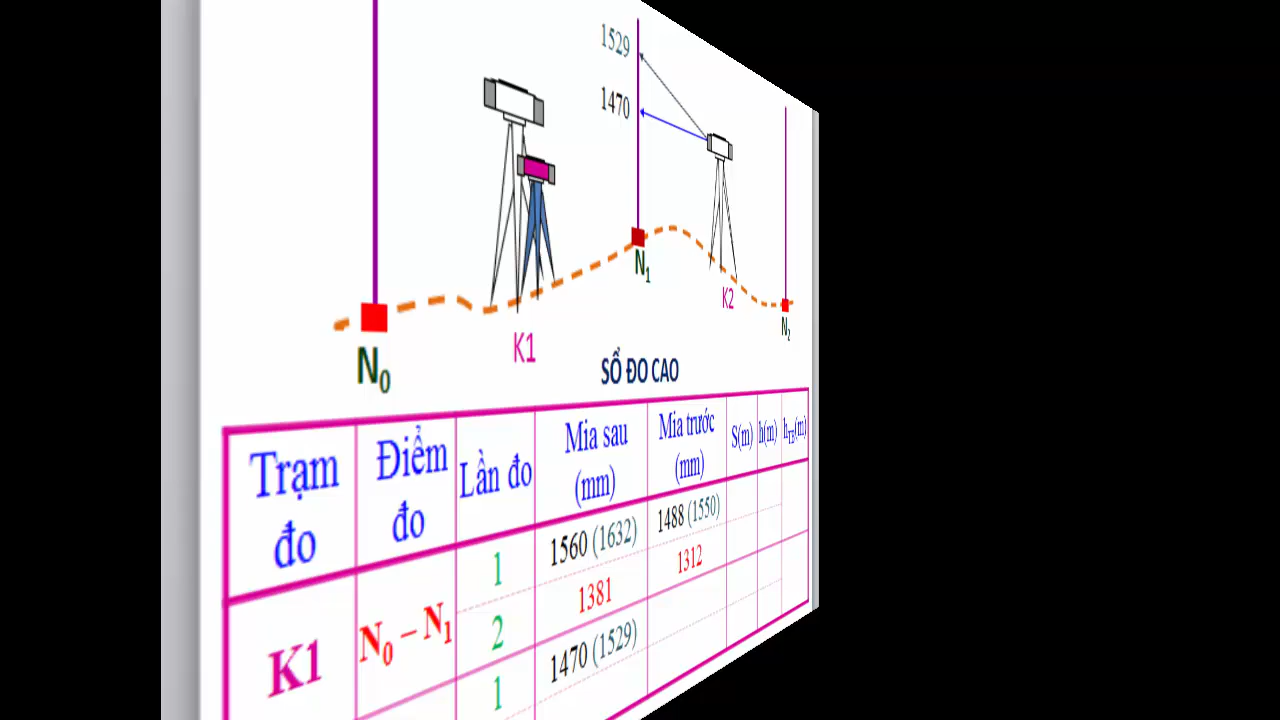 1529
1470
N1
K2
N2
N0
K1
SỔ ĐO CAO
Trạm đo
Điểm đo
Lần đo
Mia sau (mm)
Mia trước (mm)
S(m)
h(m)
hTB(m)
K1
N0 – N1
1
1560 (1632)
1488 (1550)
2
1381
1312
1
1470 (1529)